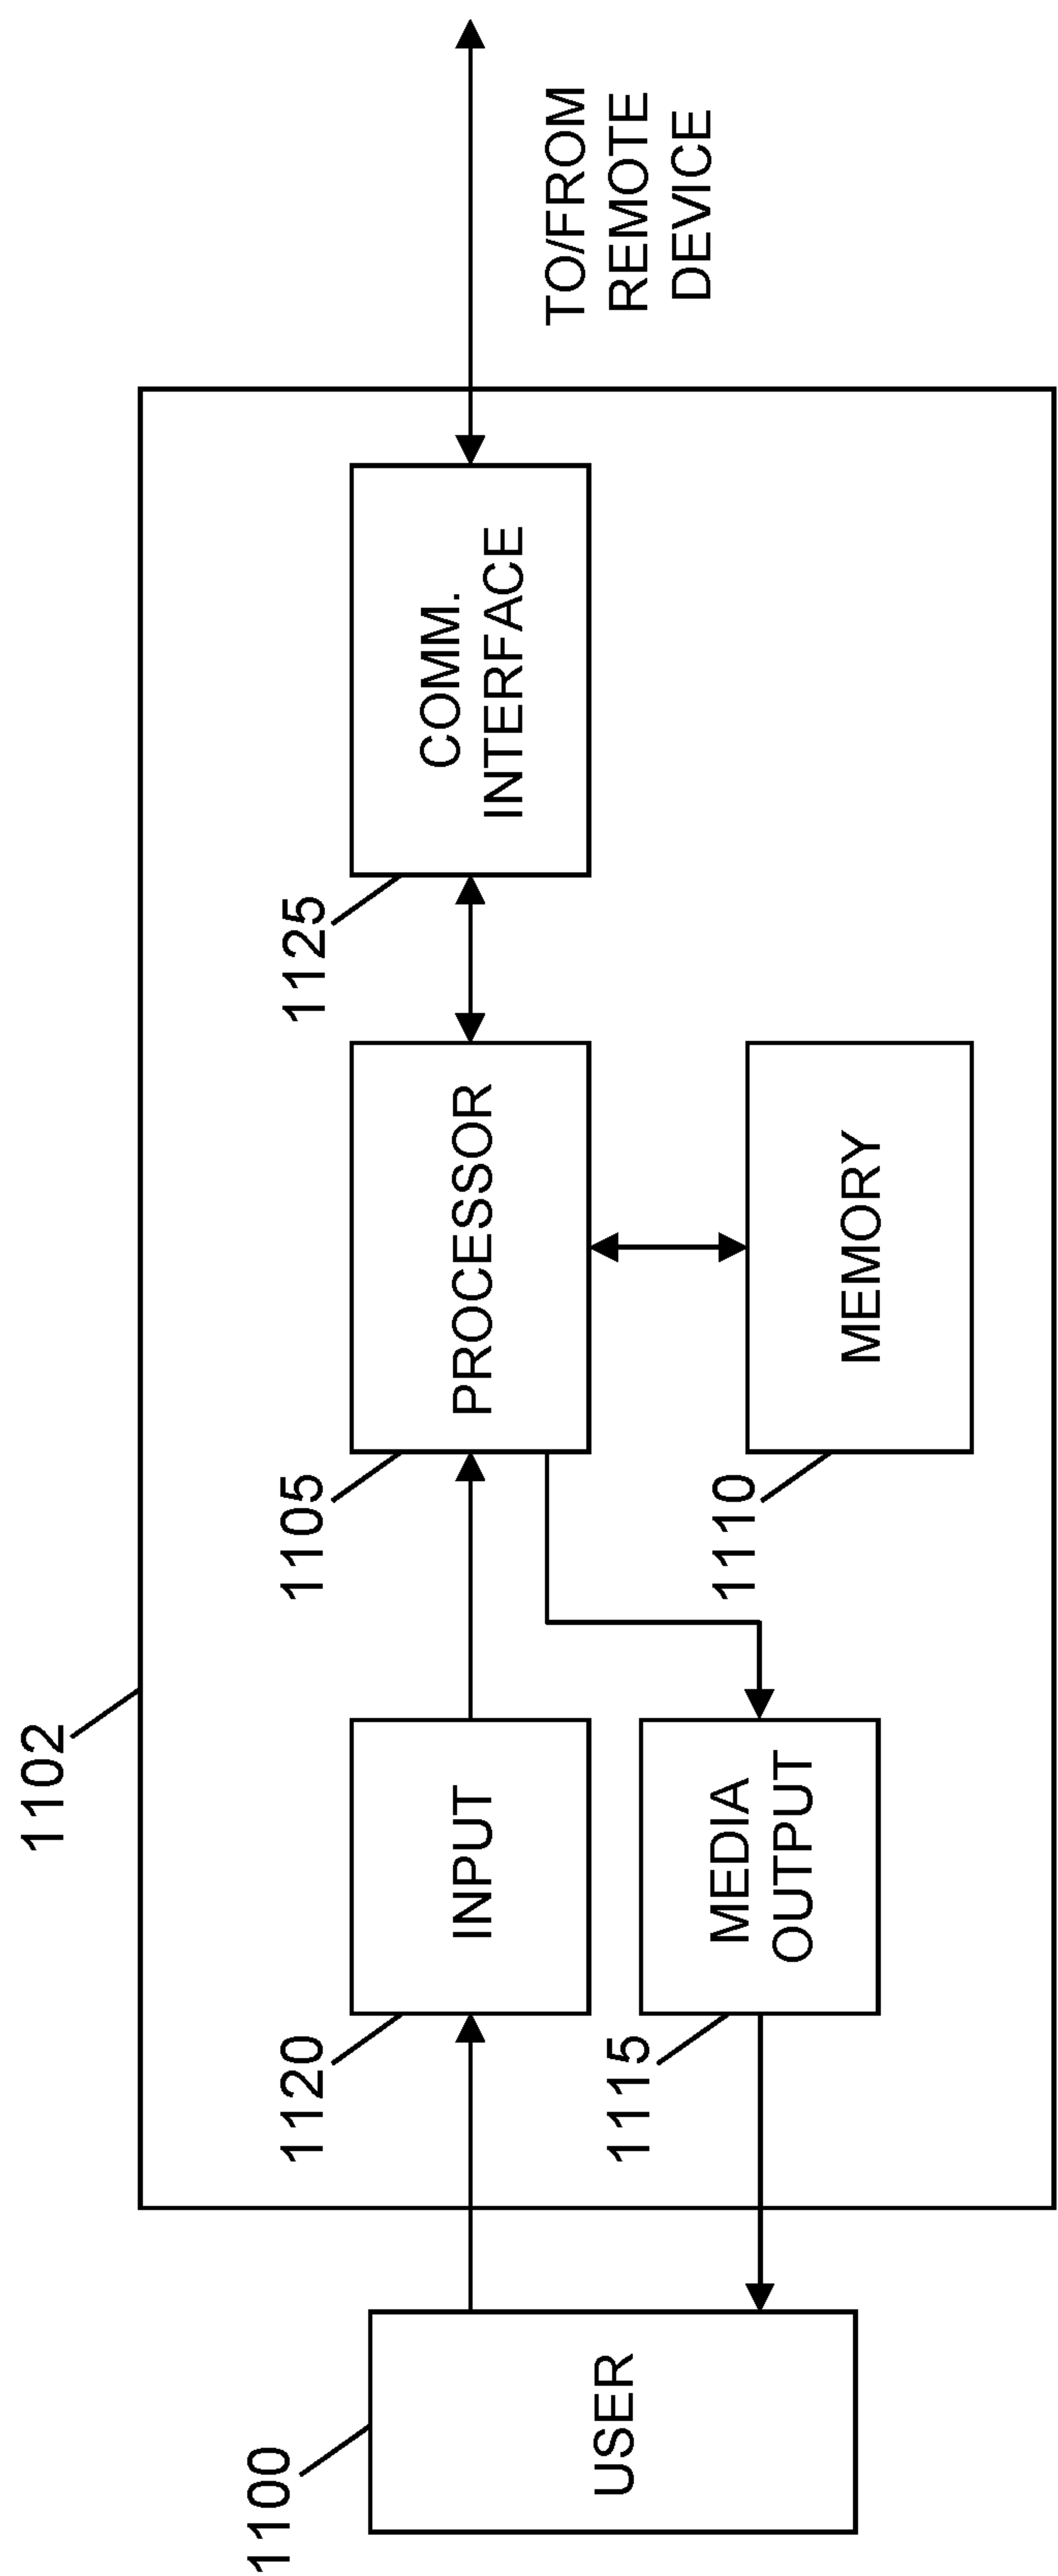 1102
1100
USER
1120
INPUT
1115
MEDIA
OUTPUT
1105
PROCESSOR
1110
MEMORY
1125
COMM.
INTERFACE
TO/FROM
REMOTE
DEVICE